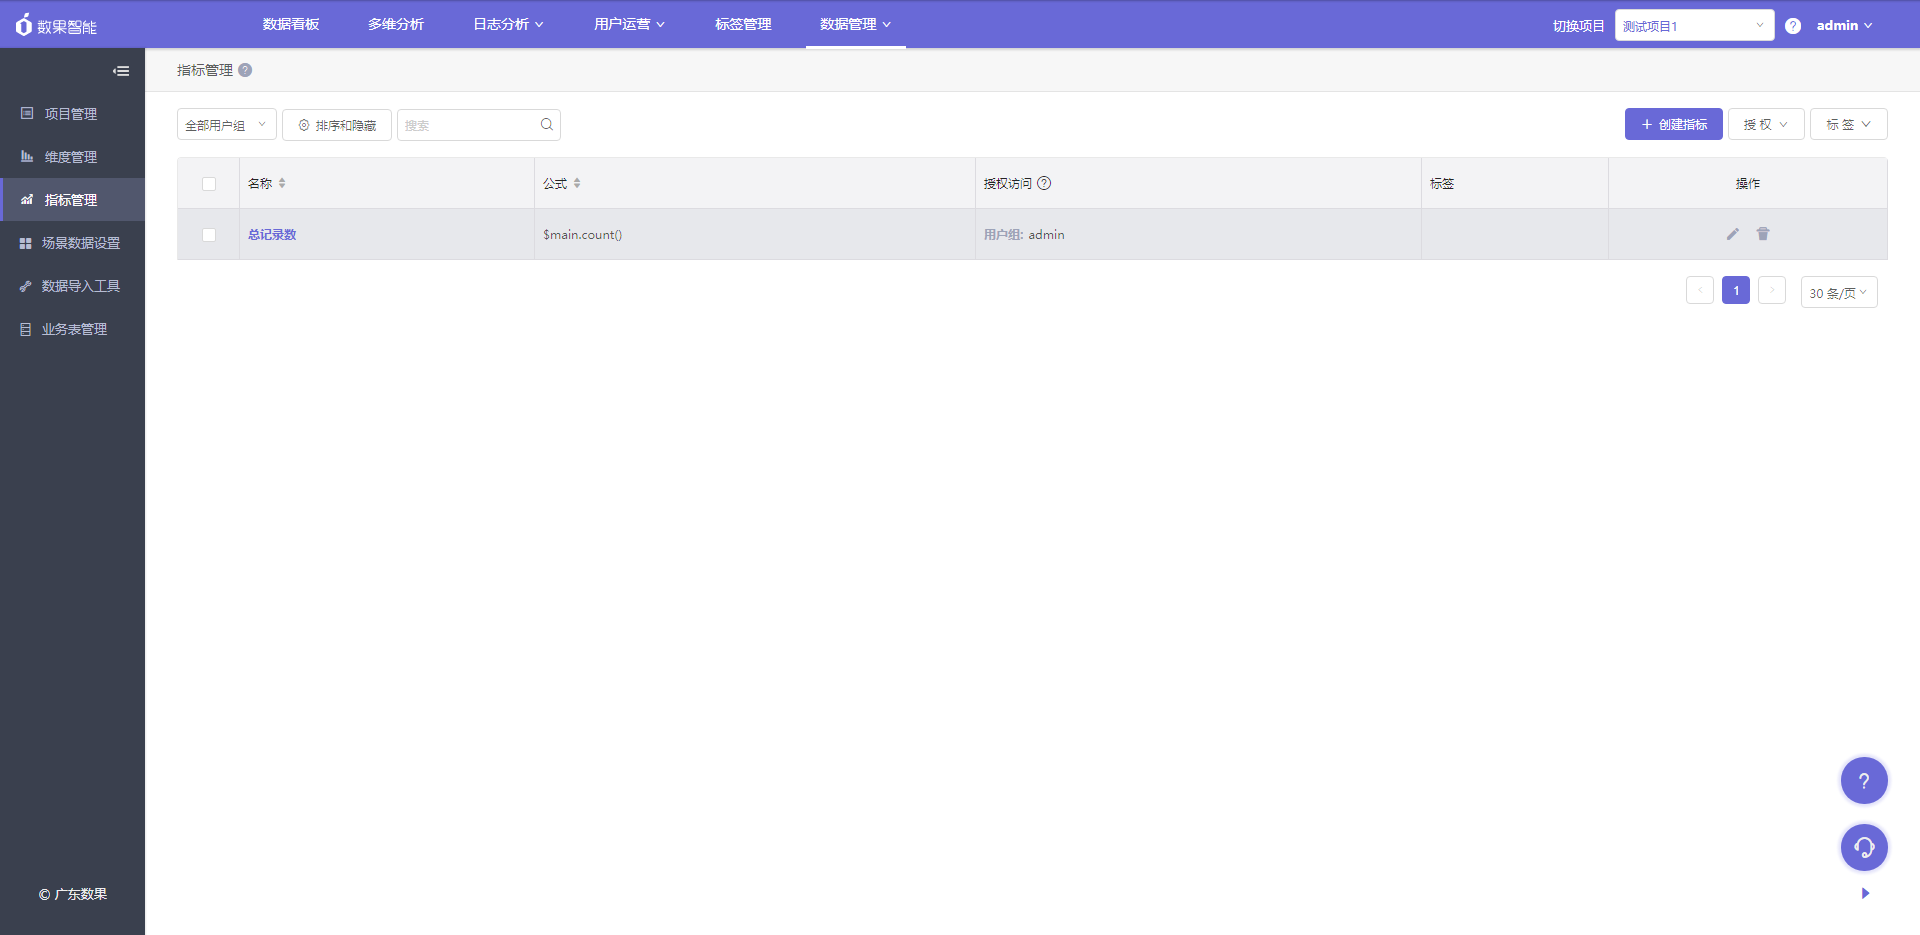 数果智能
数据看板 多维分析 日志分析 用户运营 标签管理 数据管理
切换项目 测试项目1 ? admin
项目管理
维度管理
指标管理
场景数据设置
数据导入工具
业务表管理
© 广东数果
指标管理 ?
全部用户组 排序和隐藏 搜索
+ 创建指标 授 权 标 签
名称 公式 授权访问 ? 标签 操作
总记录数 $main.count() 用户组: admin
< 1 > 30 条/页
?